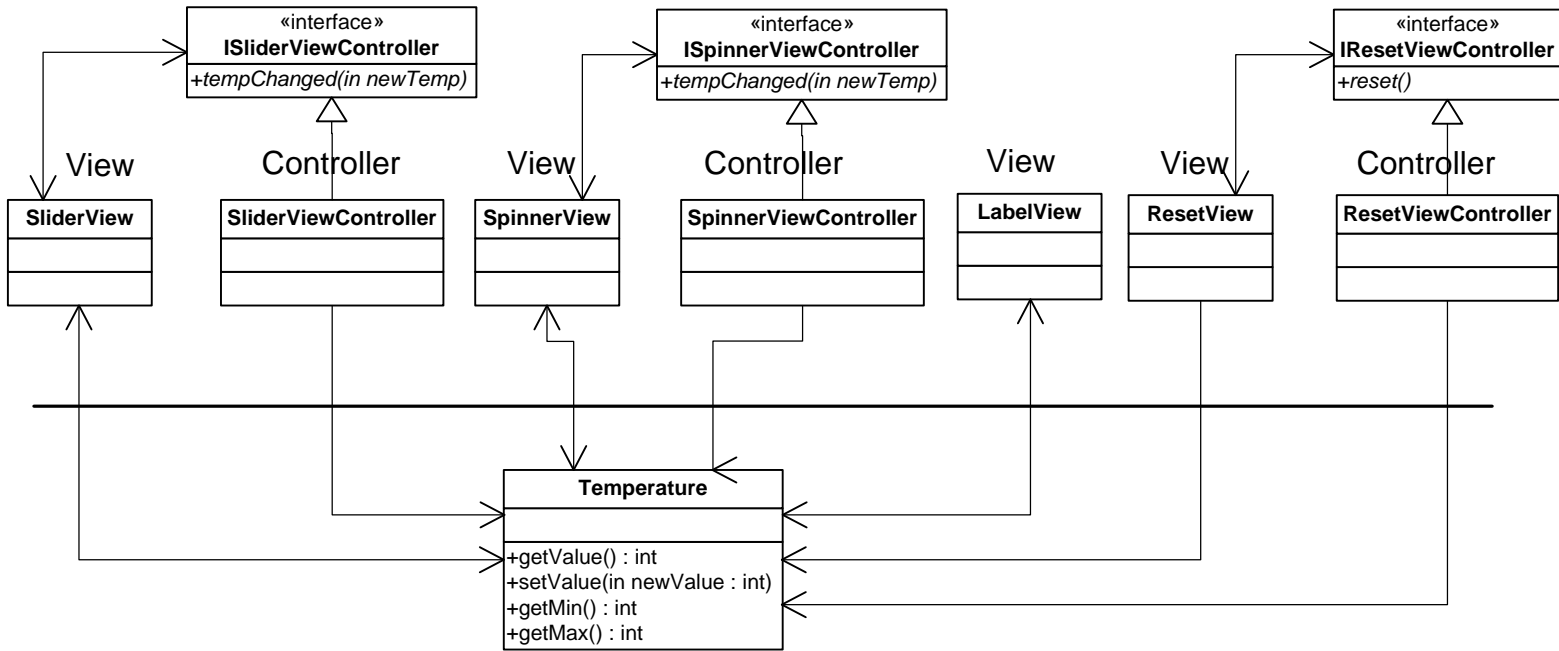 «interface»
ISliderViewController
+tempChanged(in newTemp)
«interface»
ISpinnerViewController
+tempChanged(in newTemp)
«interface»
IResetViewController
+reset()
View
Controller
View
Controller
View
View
Controller
SliderView
SliderViewController
SpinnerView
SpinnerViewController
LabelView
ResetView
ResetViewController
Temperature
+getValue() : int
+setValue(in newValue : int)
+getMin() : int
+getMax() : int